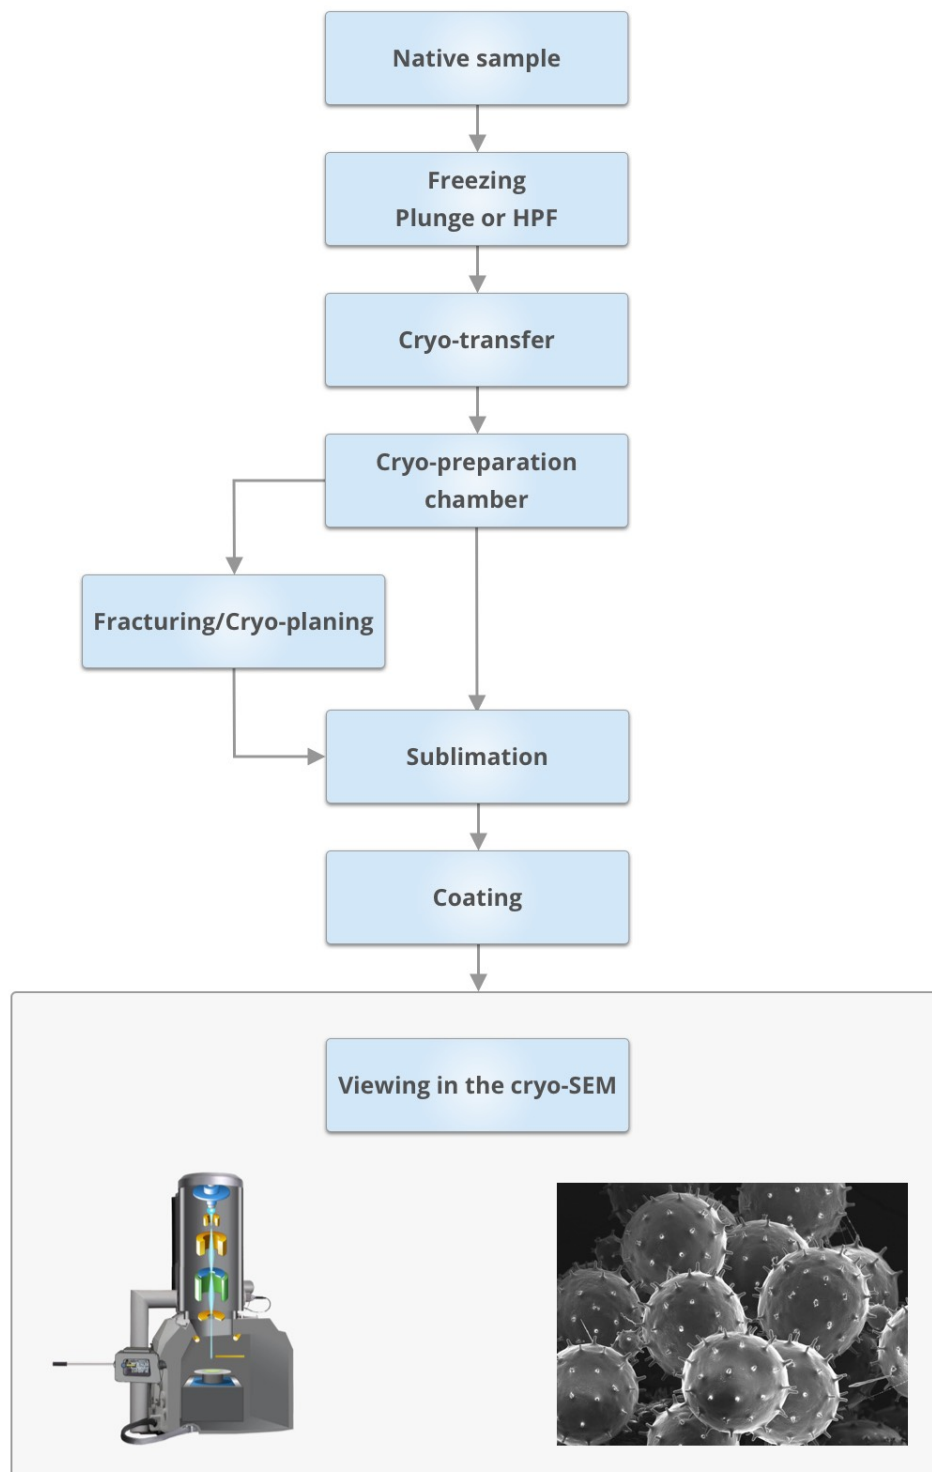 Native sample
Freezing
Plunge or HPF
Cryo-transfer
Cryo-preparation
chamber
Fracturing/Cryo-planing
Sublimation
Coating
Viewing in the cryo-SEM